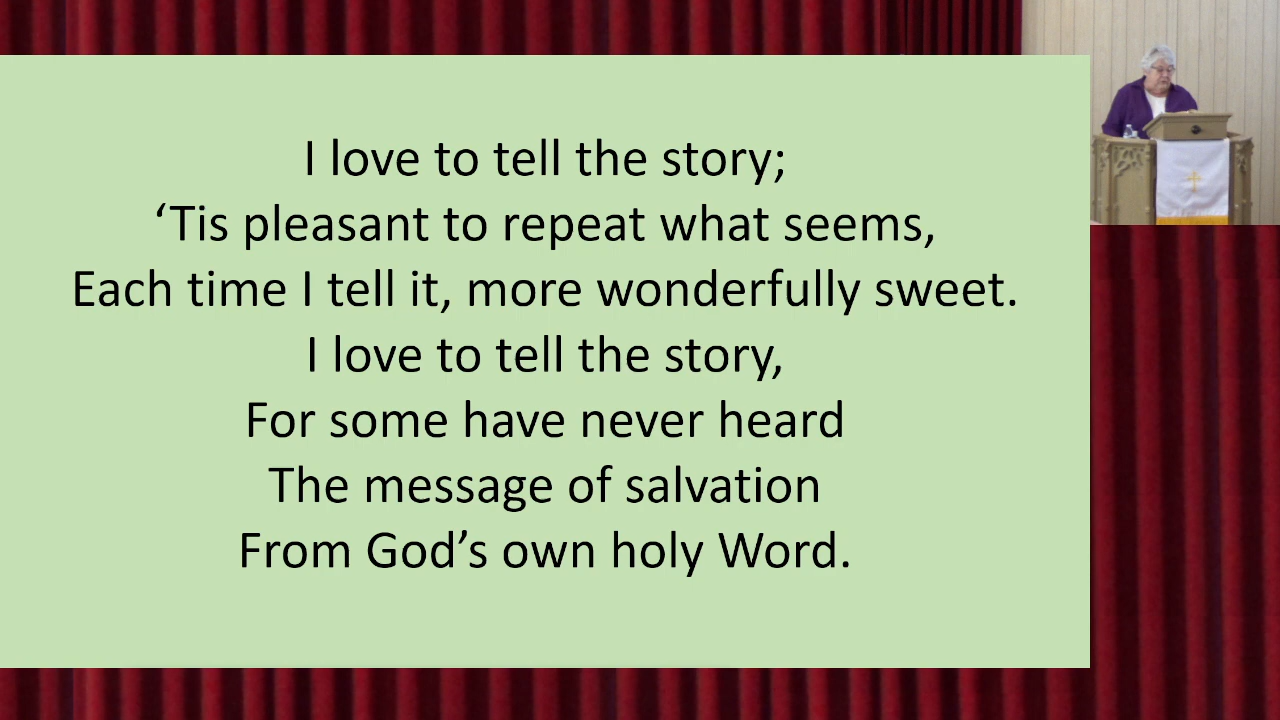 I love to tell the story;
‘Tis pleasant to repeat what seems,
Each time I tell it, more wonderfully sweet.
I love to tell the story,
For some have never heard
The message of salvation
From God’s own holy Word.